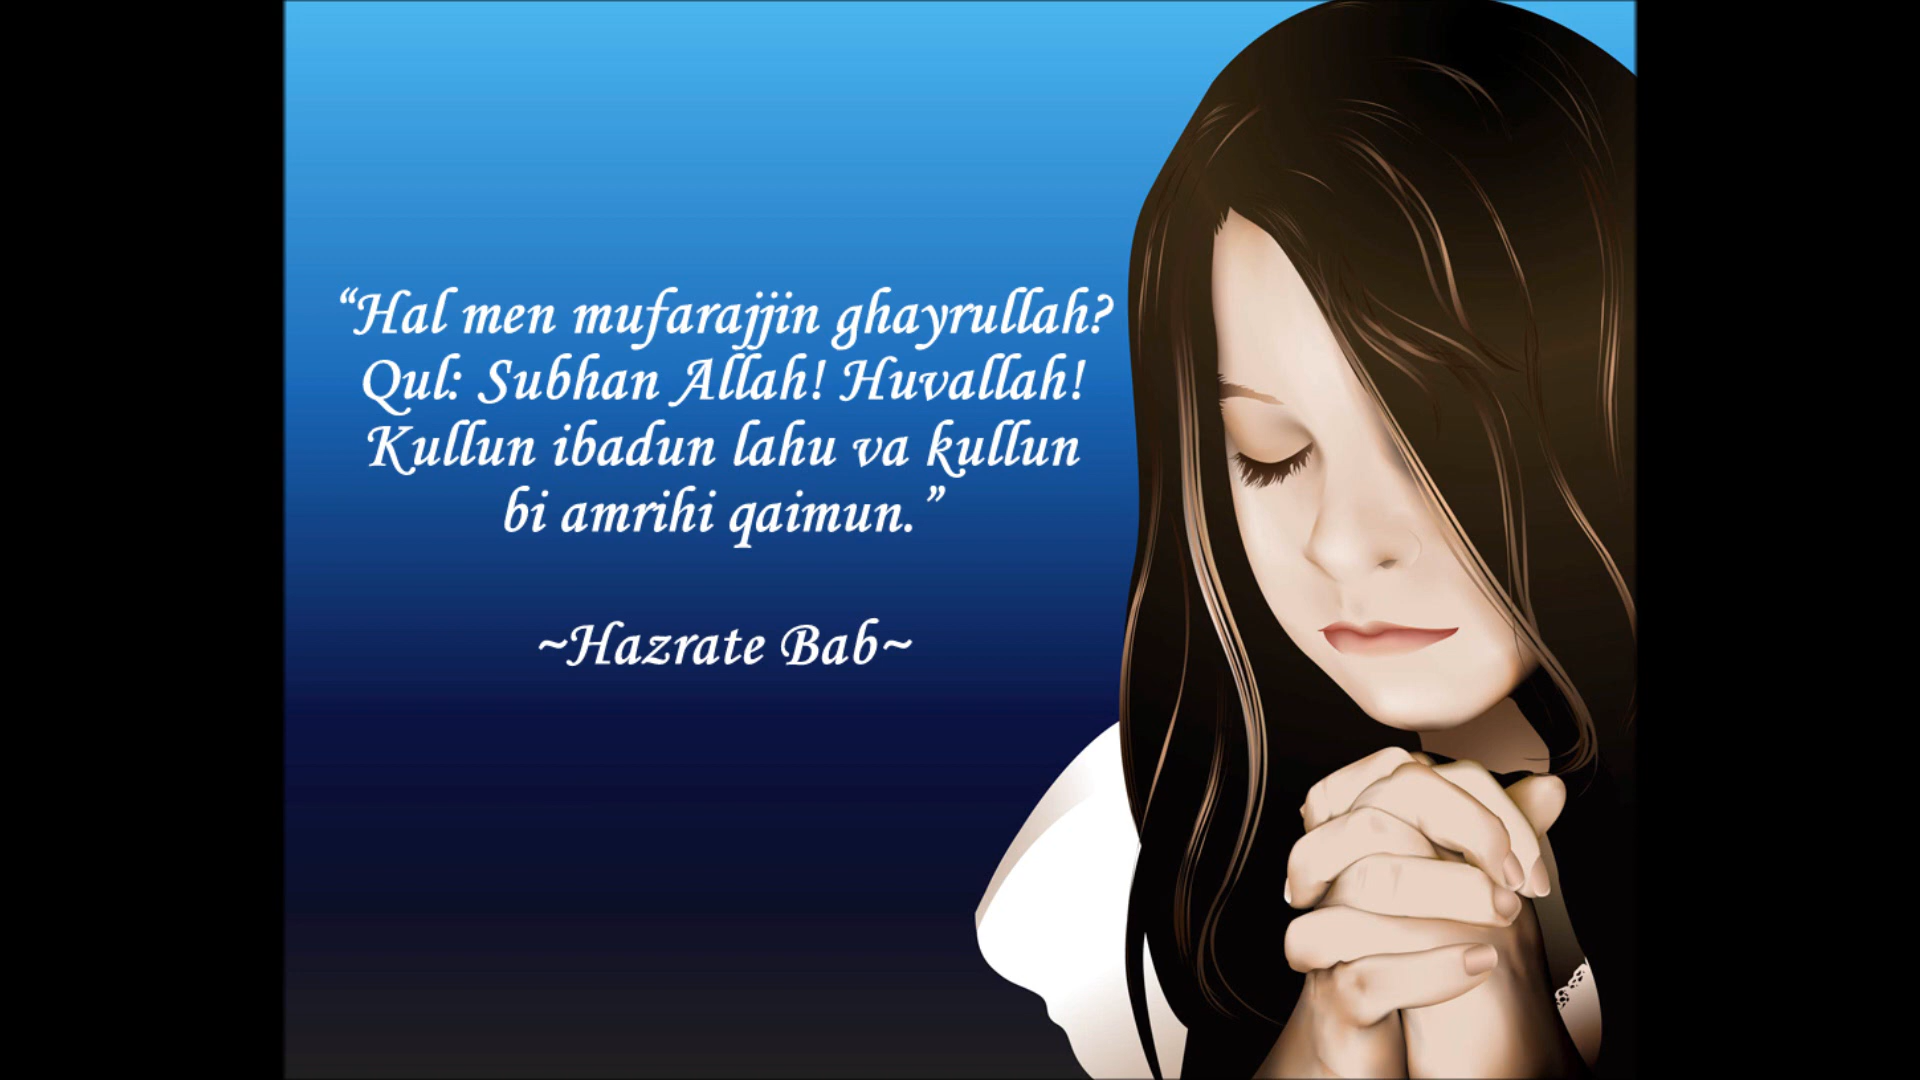 “Hal men mufarajjin ghayrullah?
Qul: Subhan Allah! Huvallah!
Kullun ibadun lahu va kullun
bi amrihi qaimun.”
~Hazrate Bab~